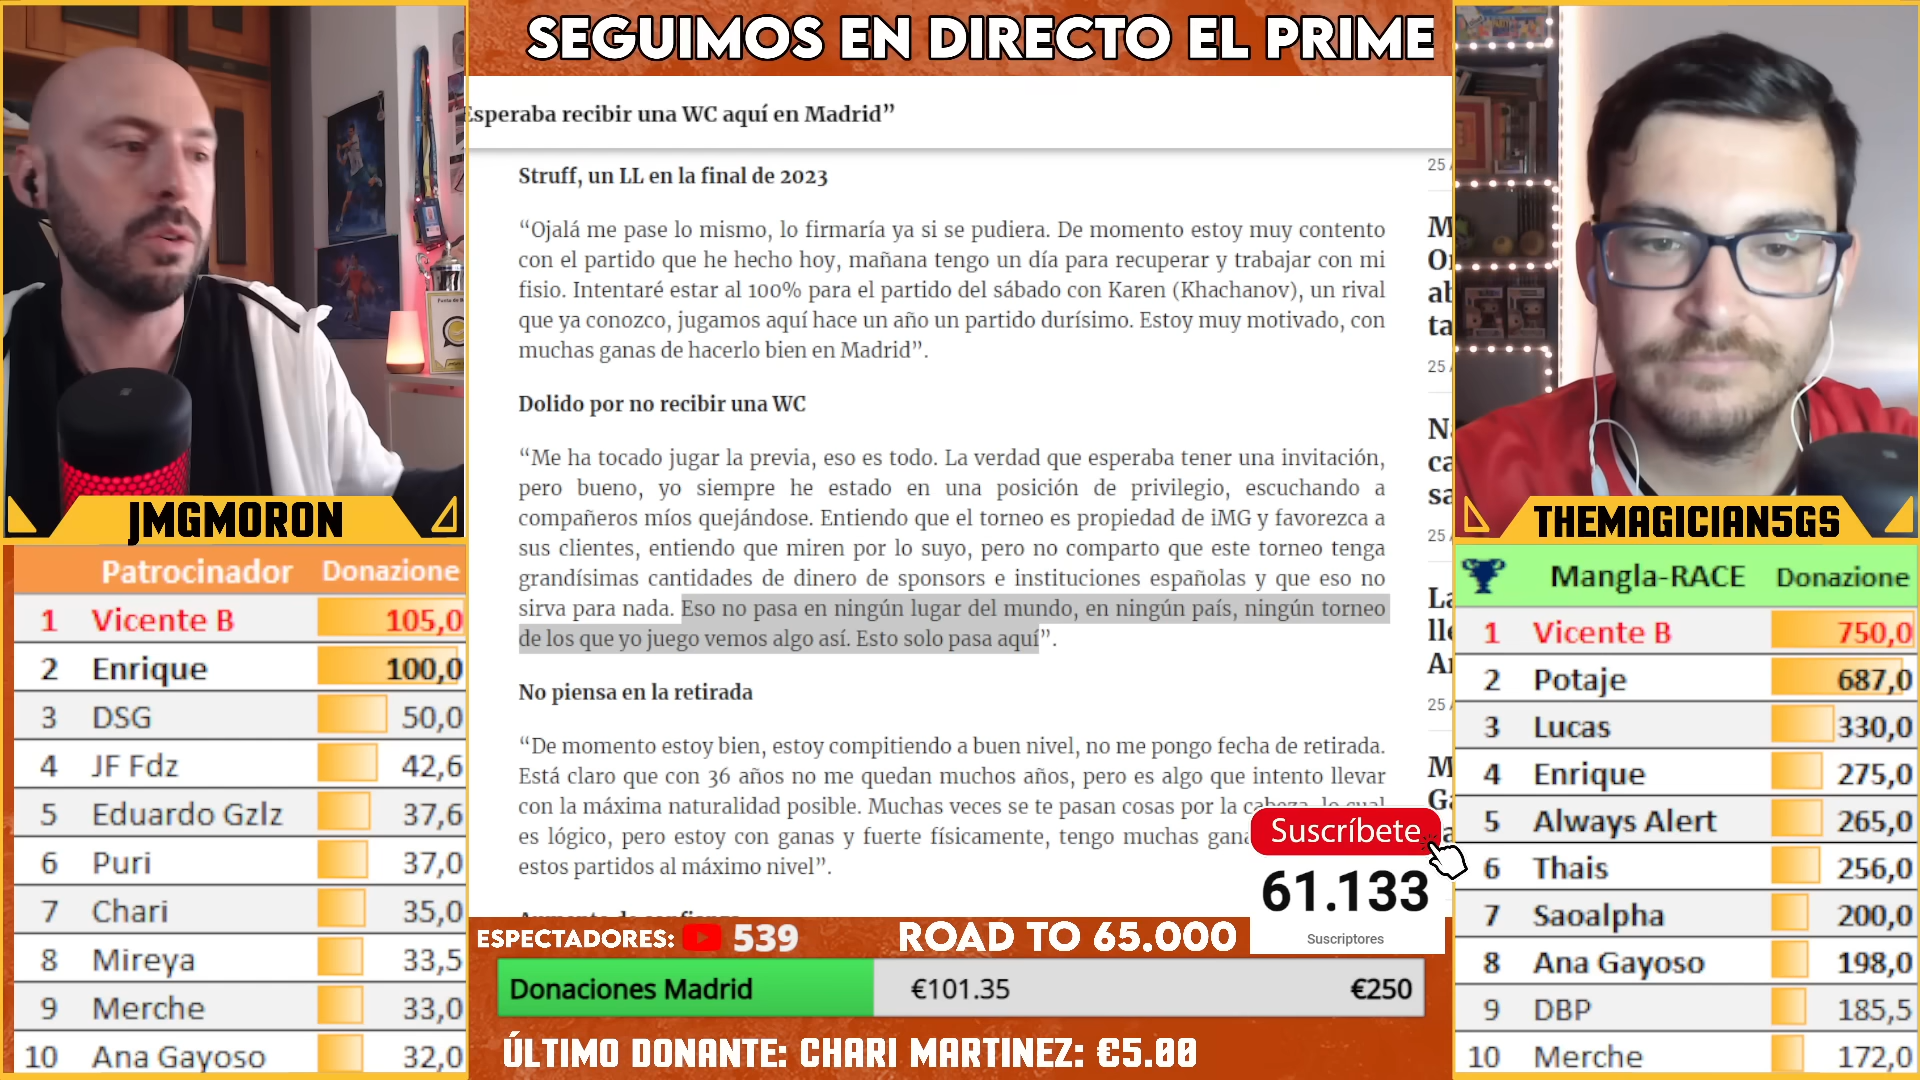 SEGUIMOS EN DIRECTO EL PRIME
Esperaba recibir una WC aquí en Madrid”
Struff, un LL en la final de 2023
“Ojalá me pase lo mismo, lo firmaría ya si se pudiera. De momento estoy muy contento
con el partido que he hecho hoy, mañana tengo un día para recuperar y trabajar con mi
fisio. Intentaré estar al 100% para el partido del sábado con Karen (Khachanov), un rival
que ya conozco, jugamos aquí hace un año un partido durísimo. Estoy muy motivado, con
muchas ganas de hacerlo bien en Madrid”.
Dolido por no recibir una WC
“Me ha tocado jugar la previa, eso es todo. La verdad que esperaba tener una invitación,
pero bueno, yo siempre he estado en una posición de privilegio, escuchando a
compañeros míos quejándose. Entiendo que el torneo es propiedad de iMG y favorezca a
sus clientes, entiendo que miren por lo suyo, pero no comparto que este torneo tenga
grandísimas cantidades de dinero de sponsors e instituciones españolas y que eso no
sirva para nada. Eso no pasa en ningún lugar del mundo, en ningún país, ningún torneo
de los que yo juego vemos algo así. Esto solo pasa aquí”.
No piensa en la retirada
“De momento estoy bien, estoy compitiendo a buen nivel, no me pongo fecha de retirada.
Está claro que con 36 años no me quedan muchos años, pero es algo que intento llevar
con la máxima naturalidad posible. Muchas veces se te pasan cosas por la cabeza, lo cual
es lógico, pero estoy con ganas y fuerte físicamente, tengo muchas gana
estos partidos al máximo nivel”.
Aumento de confianza
25
M
O
ab
ta
25
N
ca
sa
25
La
lle
A
25
M
Ga
a
JMGMORON
Patrocinador Donazione
1 Vicente B 105,0
2 Enrique 100,0
3 DSG 50,0
4 JF Fdz 42,6
5 Eduardo Gzlz 37,6
6 Puri 37,0
7 Chari 35,0
8 Mireya 33,5
9 Merche 33,0
10 Ana Gayoso 32,0
THEMAGICIAN5GS
Mangla-RACE Donazione
1 Vicente B 750,0
2 Potaje 687,0
3 Lucas 330,0
4 Enrique 275,0
5 Always Alert 265,0
6 Thais 256,0
7 Saoalpha 200,0
8 Ana Gayoso 198,0
9 DBP 185,5
10 Merche 172,0
Suscríbete
61.133
Suscriptores
ESPECTADORES: 539
ROAD TO 65.000
Donaciones Madrid €101.35 €250
ÚLTIMO DONANTE: CHARI MARTINEZ: €5.00